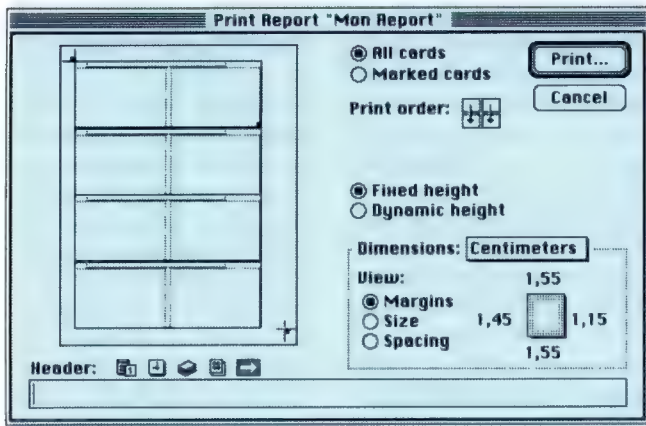 Print Report "Mon Report"
All cards
Marked cards
Print order:
Print...
Cancel
Fixed height
Dynamic height
Dimensions: Centimeters
View:
Margins
Size
Spacing
1,55
1,45
1,15
1,55
Header: